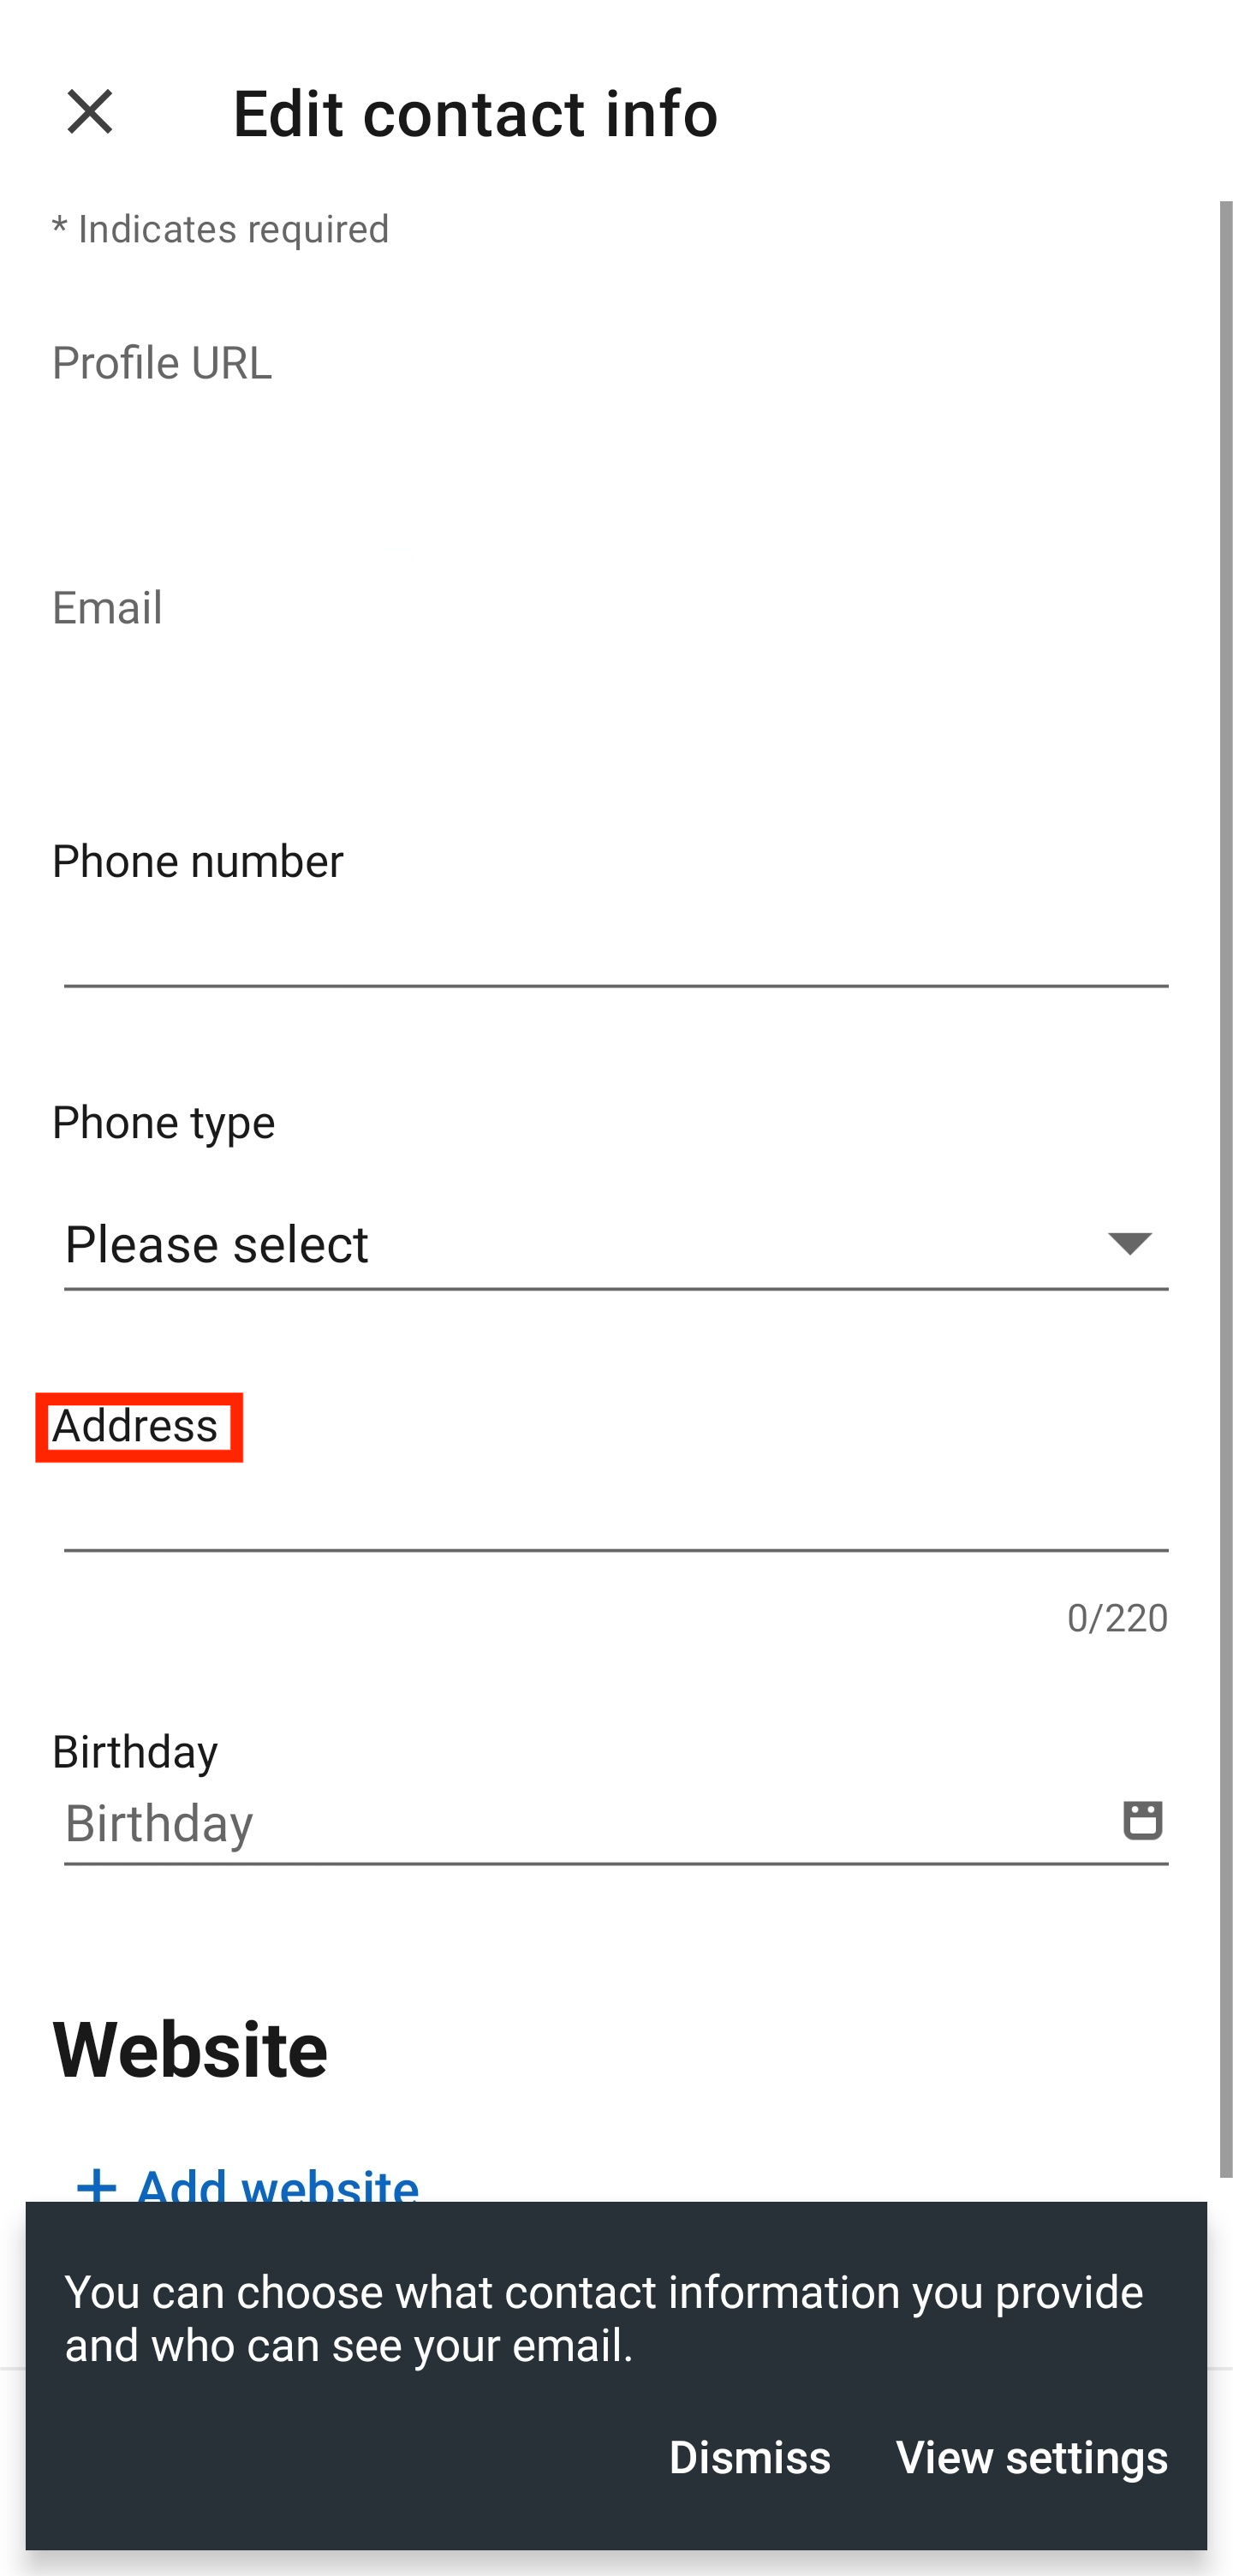 Edit contact info
* Indicates required
Profile URL
Email
Phone number
Phone type
Please select
Address
0/220
Birthday
Birthday
Website
+ Add website
You can choose what contact information you provide
and who can see your email.
Dismiss View settings